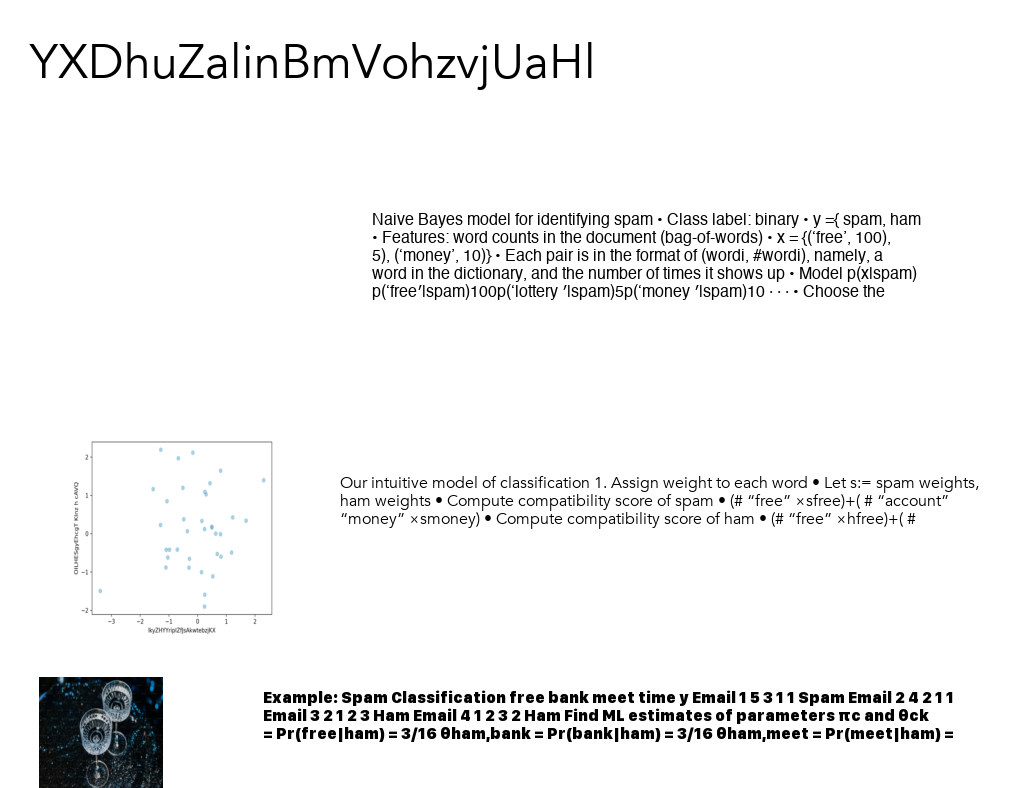 YXDhuZalinBmVohzvjUaHl
Naive Bayes model for identifying spam • Class label: binary • y ={ spam, ham
• Features: word counts in the document (bag-of-words) • x = {(‘free’, 100),
5), (‘money’, 10)} • Each pair is in the format of (wordi, #wordi), namely, a
word in the dictionary, and the number of times it shows up • Model p(x|spam)
p(‘free′|spam)100p(‘lottery ′|spam)5p(‘money ′|spam)10 · · · • Choose the
2
1
0
−1
−2
−3 −2 −1 0 1 2
Our intuitive model of classification 1. Assign weight to each word • Let s:= spam weights,
ham weights • Compute compatibility score of spam • (# “free” ×sfree)+( # “account”
“money” ×smoney) • Compute compatibility score of ham • (# “free” ×hfree)+( #
Example: Spam Classification free bank meet time y Email 1 5 3 1 1 Spam Email 2 4 2 1 1
Email 3 2 1 2 3 Ham Email 4 1 2 3 2 Ham Find ML estimates of parameters πc and θck
= Pr(free|ham) = 3/16 θham,bank = Pr(bank|ham) = 3/16 θham,meet = Pr(meet|ham) =